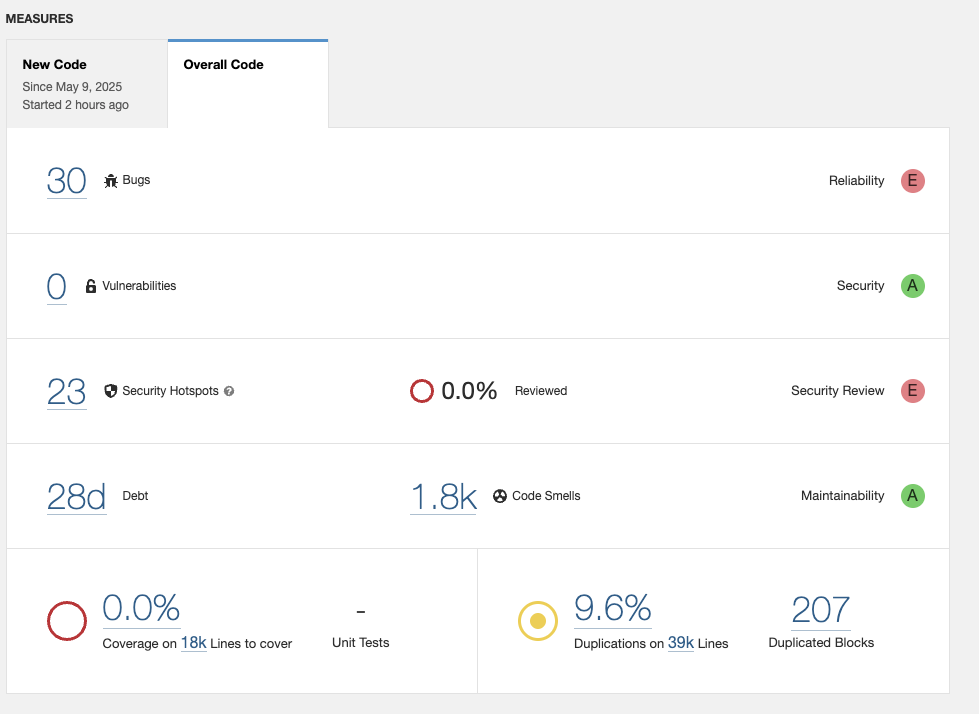 MEASURES
New Code
Since May 9, 2025
Started 2 hours ago
Overall Code
30 Bugs Reliability E
0 Vulnerabilities Security A
23 Security Hotspots ? 0.0% Reviewed Security Review E
28d Debt 1.8k Code Smells Maintainability A
0.0%
Coverage on 18k Lines to cover
-
Unit Tests
9.6%
Duplications on 39k Lines
207
Duplicated Blocks